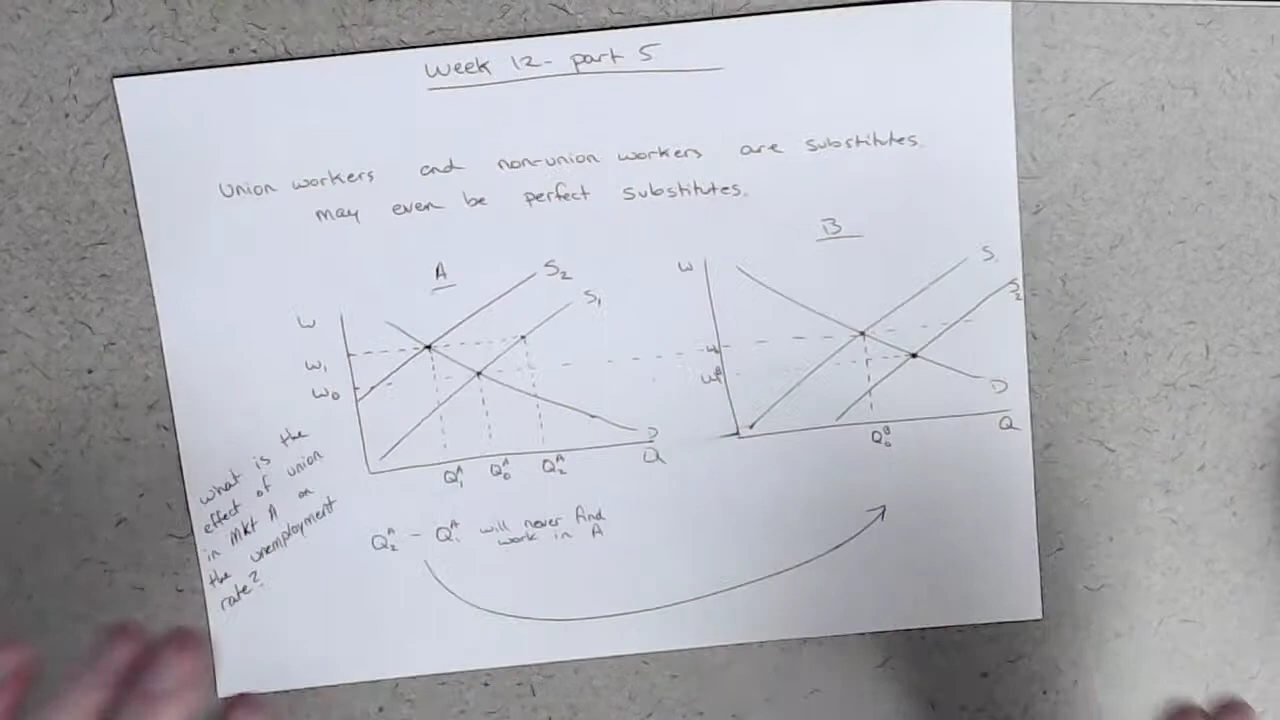 Week 12 - part 5
Union workers and non-union workers are substitutes.
may even be perfect substitutes.
A
S₂
S₁
W
W₁
W₀
D
Q₁ᴬ Q₀ᴬ Q₂ᴬ
Q
B
W
S₁
S₂
D
Q₀ᴮ
Q
What is the
effect of union
in mkt A on
the unemployment
rate?
Q₂ᴬ - Q₁ᴬ will never find
work in A